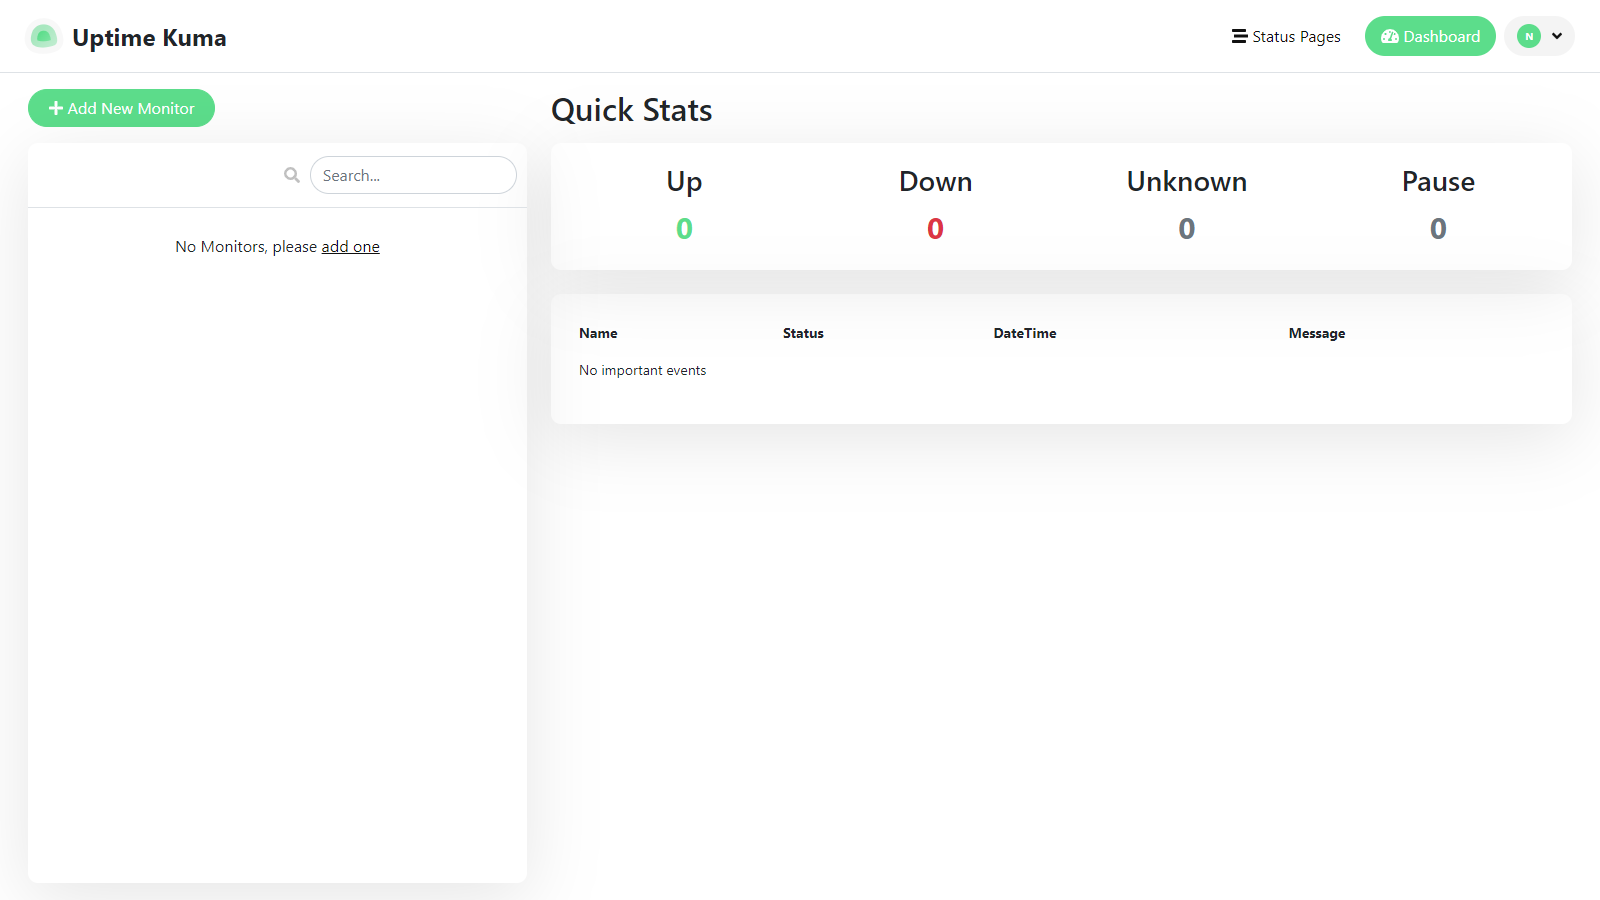 Uptime Kuma
Status Pages
Dashboard
N
Add New Monitor
Search...
No Monitors, please add one
Quick Stats
Up
Down
Unknown
Pause
0
0
0
0
Name
Status
DateTime
Message
No important events